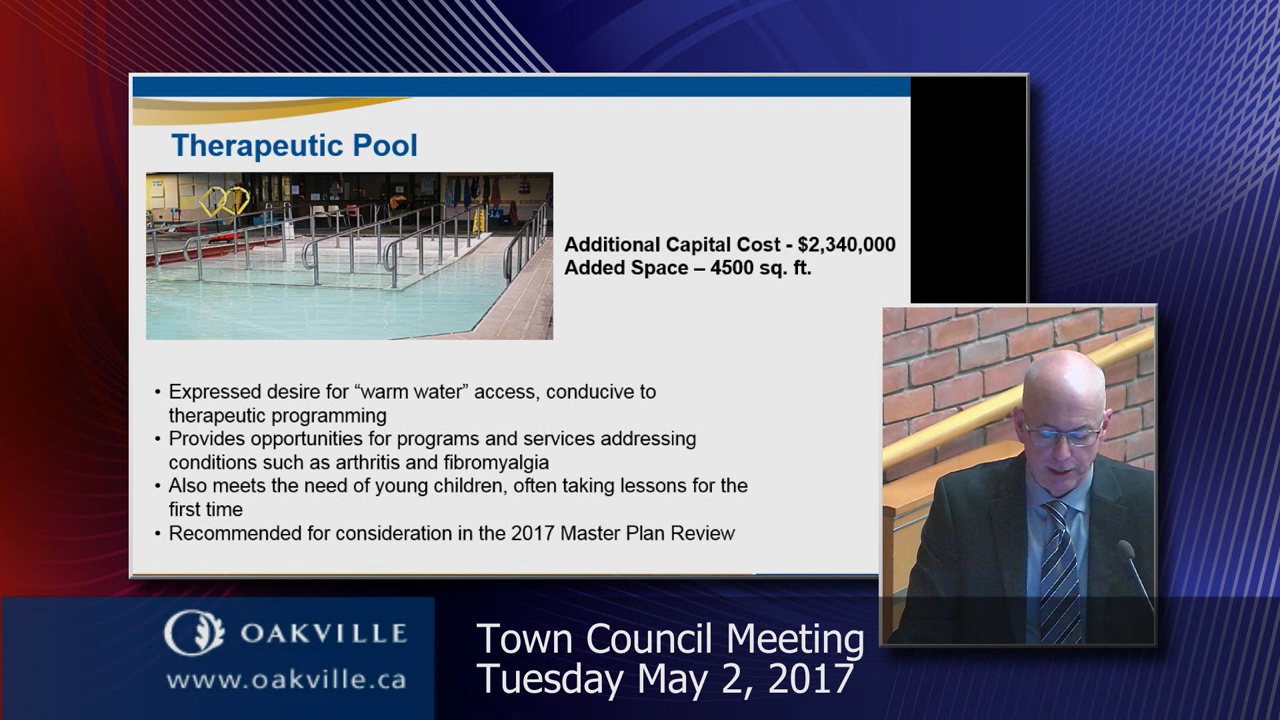 Therapeutic Pool
Additional Capital Cost - $2,340,000
Added Space – 4500 sq. ft.
• Expressed desire for “warm water” access, conducive to
therapeutic programming
• Provides opportunities for programs and services addressing
conditions such as arthritis and fibromyalgia
• Also meets the need of young children, often taking lessons for the
first time
• Recommended for consideration in the 2017 Master Plan Review
OAKVILLE
www.oakville.ca
Town Council Meeting
Tuesday May 2, 2017